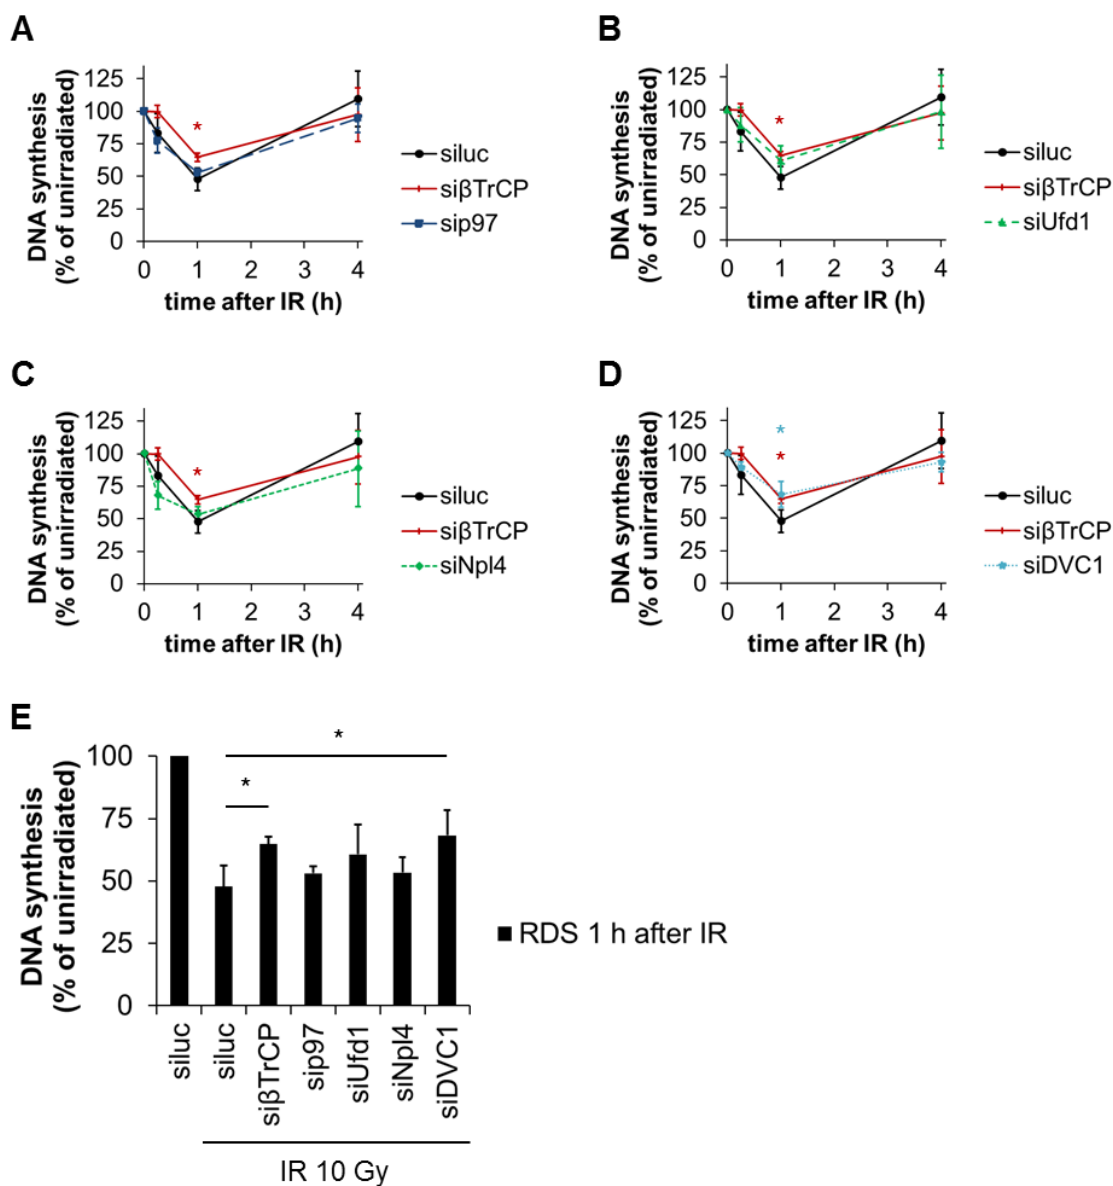 A
DNA synthesis
(% of unirradiated)
125
100
75
50
25
0
*
0 1 2 3 4
time after IR (h)
siluc
siβTrCP
sip97
B
DNA synthesis
(% of unirradiated)
125
100
75
50
25
0
*
0 1 2 3 4
time after IR (h)
siluc
siβTrCP
siUfd1
C
DNA synthesis
(% of unirradiated)
125
100
75
50
25
0
*
0 1 2 3 4
time after IR (h)
siluc
siβTrCP
siNpl4
D
DNA synthesis
(% of unirradiated)
125
100
75
50
25
0
*
*
0 1 2 3 4
time after IR (h)
siluc
siβTrCP
siDVC1
E
DNA synthesis
(% of unirradiated)
100
75
50
25
0
*
*
siluc
siluc
siβTrCP
sip97
siUfd1
siNpl4
siDVC1
IR 10 Gy
RDS 1 h after IR